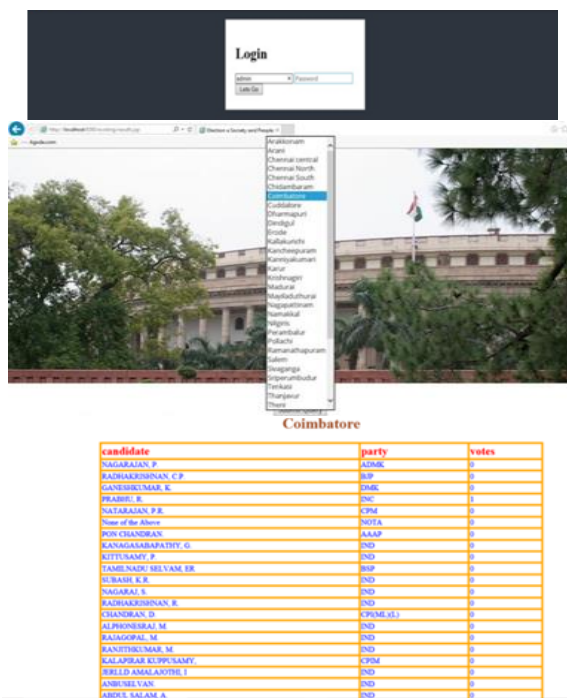 Login
admin Password
Lets Go
Election a Society and People
Arakkonam
Arani
Chennai central
Chennai North
Chennai South
Chidambaram
Coimbatore
Cuddalore
Dharmapuri
Dindigul
Erode
Kallakurichi
Kancheepuram
Kanniyakumari
Karur
Krishnagiri
Madurai
Mayiladuthurai
Nagapattinam
Namakkal
Nilgiris
Perambalur
Pollachi
Ramanathapuram
Salem
Sivaganga
Sriperumbudur
Tenkasi
Thanjavur
Theni
Submit Query
Coimbatore
candidate party votes
NAGARAJAN, P. ADMK 0
RADHAKRISHNAN, C.P. BJP 0
GANESHKUMAR, K. DMK 0
PRABHU, R. INC 1
NATARAJAN, P.R. CPM 0
None of the Above NOTA 0
PON CHANDRAN. AAAP 0
KANAGASABAPATHY, G. IND 0
KITTUSAMY, P. IND 0
TAMILNADU SELVAM, ER. BSP 0
SUBASH, K.R. IND 0
NAGARAJ, S. IND 0
RADHAKRISHNAN, R. IND 0
CHANDRAN, D. CPI(ML)(L) 0
ALPHONESRAJ, M. IND 0
RAJAGOPAL, M. IND 0
RANJITHKUMAR, M. IND 0
KALAPIRAR KUPPUSAMY, CPIM 0
JERLLD AMALAJOTHI, I IND 0
ANBUSELVAN. IND 0
ABDUL SALAM, A. IND 0